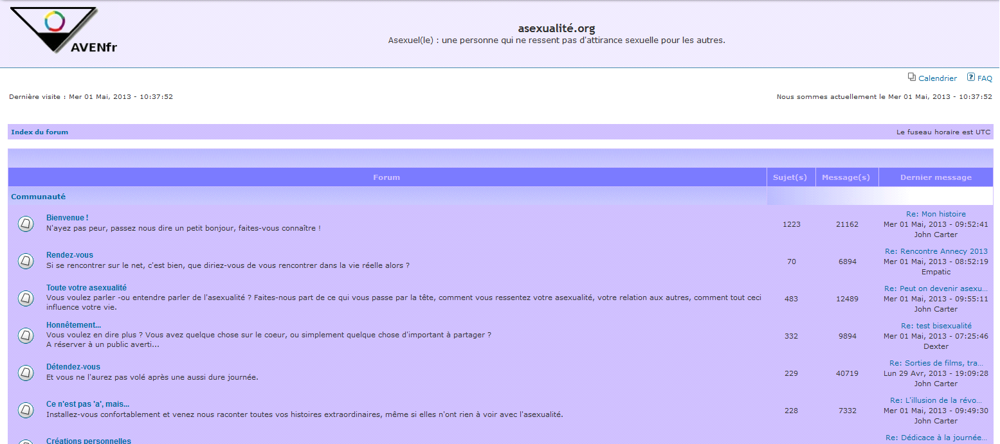 AVENfr
asexualité.org
Asexuel(le) : une personne qui ne ressent pas d'attirance sexuelle pour les autres.
Calendrier FAQ
Dernière visite : Mer 01 Mai, 2013 - 10:37:52
Nous sommes actuellement le Mer 01 Mai, 2013 - 10:37:52
Index du forum
Le fuseau horaire est UTC
Forum Sujet(s) Message(s) Dernier message
Communauté
Bienvenue !
N'ayez pas peur, passez nous dire un petit bonjour, faites-vous connaître !
1223 21162
Re: Mon histoire
Mer 01 Mai, 2013 - 09:52:41
John Carter
Rendez-vous
Si se rencontrer sur le net, c'est bien, que diriez-vous de vous rencontrer dans la vie réelle alors ?
70 6894
Re: Rencontre Annecy 2013
Mer 01 Mai, 2013 - 08:52:19
Empatic
Toute votre asexualité
Vous voulez parler -ou entendre parler de l'asexualité ? Faites-nous part de ce qui vous passe par la tête, comment vous ressentez votre asexualité, votre relation aux autres, comment tout ceci
influence votre vie.
483 12489
Re: Peut on devenir asexu...
Mer 01 Mai, 2013 - 09:55:11
John Carter
Honnêtement...
Vous voulez en dire plus ? Vous avez quelque chose sur le coeur, ou simplement quelque chose d'important à partager ?
A réserver à un public averti...
332 9894
Re: test bisexualité
Mer 01 Mai, 2013 - 07:25:46
Dexter
Détendez-vous
Et vous ne l'aurez pas volé après une aussi dure journée.
229 40719
Re: Sorties de films, tra...
Lun 29 Avr, 2013 - 19:09:28
John Carter
Ce n'est pas 'a', mais...
Installez-vous confortablement et venez nous raconter toutes vos histoires extraordinaires, même si elles n'ont rien à voir avec l'asexualité.
228 7332
Re: L'illusion de la révo...
Mer 01 Mai, 2013 - 09:49:30
John Carter
Créations personnelles
Re: Dédicace à la journée...